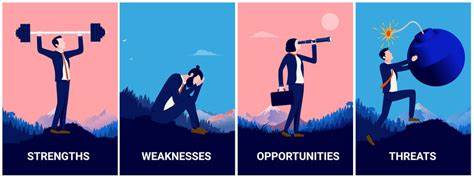 STRENGTHS
WEAKNESSES
OPPORTUNITIES
THREATS